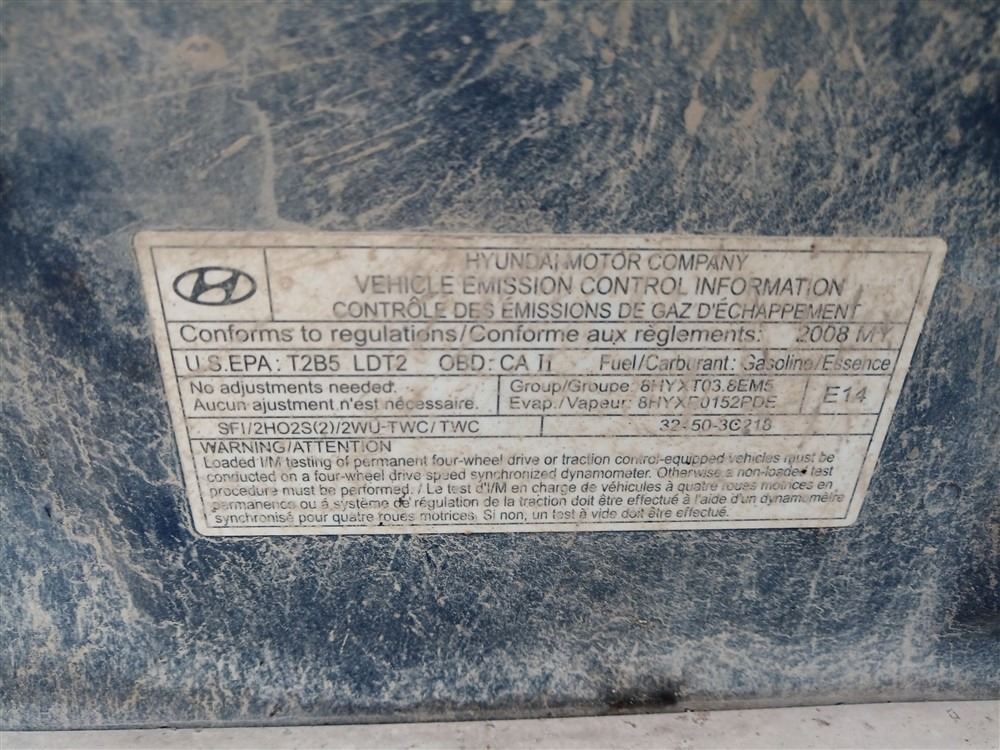 HYUNDAI MOTOR COMPANY
VEHICLE EMISSION CONTROL INFORMATION
CONTRÔLE DES ÉMISSIONS DE GAZ D'ÉCHAPPEMENT
Conforms to regulations/Conforme aux règlements: 2008 MY
U.S.EPA: T2B5 LDT2 OBD: CA II Fuel/Carburant: Gasoline/Essence
No adjustments needed. Group/Groupe: 8HYXT03.8EM5 E14
Aucun ajustment n'est nécessaire. Evap./Vapeur: 8HYXR0152PDE
SFI/2HO2S(2)/2WU-TWC/TWC 32450-3C218
WARNING/ATTENTION
Loaded I/M testing of permanent four-wheel drive or traction control-equipped vehicles must be
conducted on a four-wheel drive speed synchronized dynamometer. Otherwise a non-loaded test
procedure must be performed. / Le test d'I/M en charge de véhicules à quatre roues motrices en
permanence ou à système de régulation de la traction doit être effectué à l'aide d'un dynamomètre
synchronisé pour quatre roues motrices. Si non, un test à vide doit être effectué.